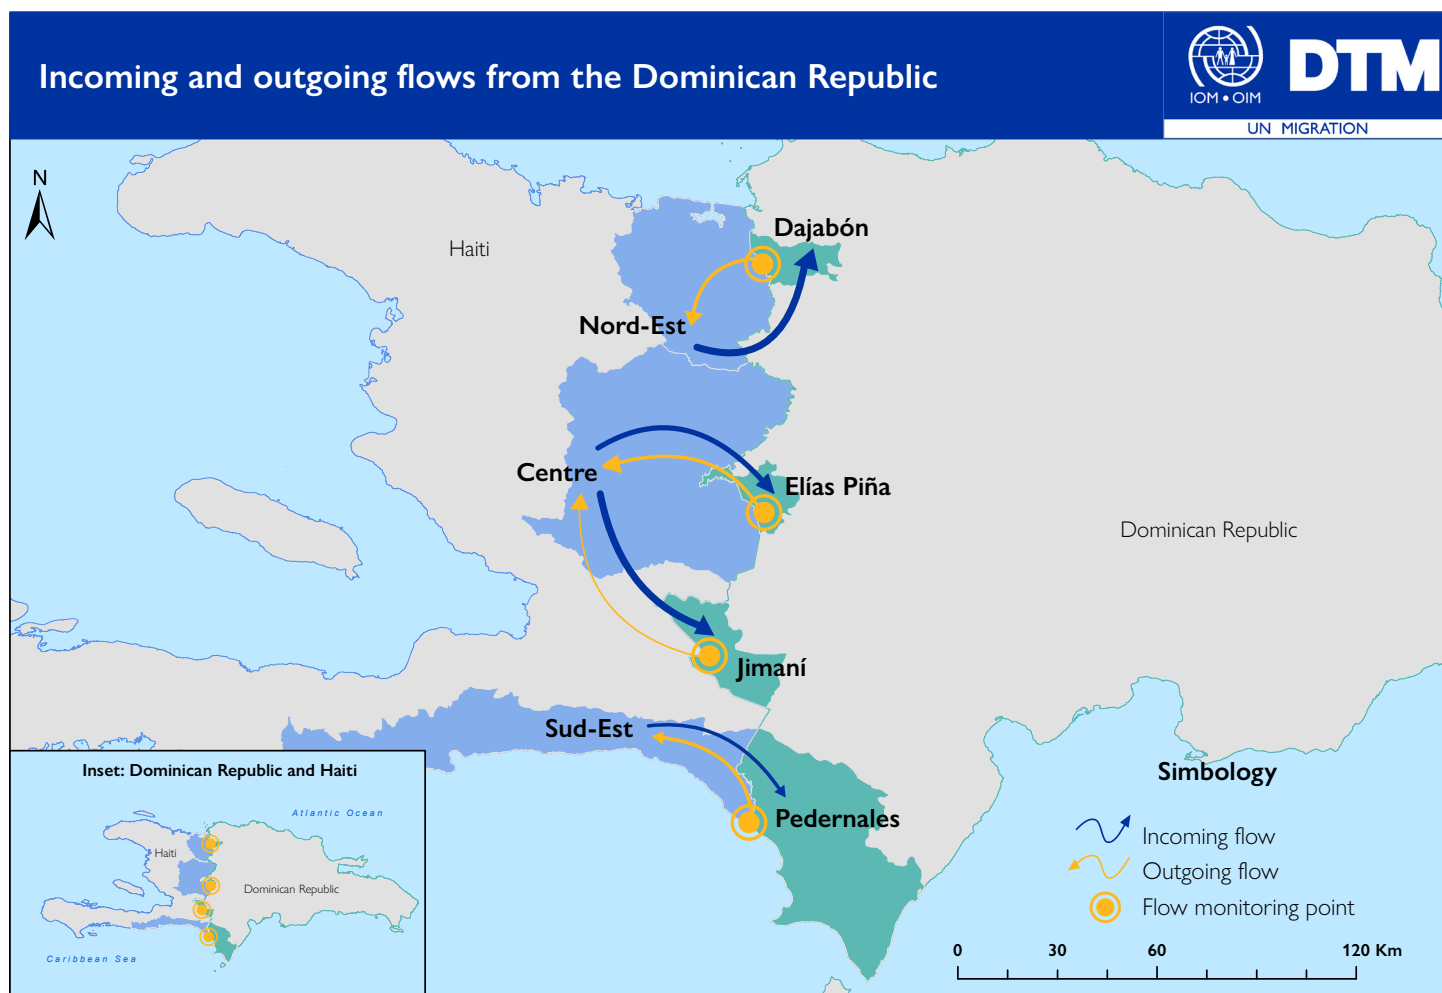 Incoming and outgoing flows from the Dominican Republic
IOM • OIM
DTM
UN MIGRATION
N
Haiti
Dajabón
Nord-Est
Centre
Elías Piña
Dominican Republic
Jimaní
Sud-Est
Pedernales
Inset: Dominican Republic and Haiti
Atlantic Ocean
Haiti
Dominican Republic
Caribbean Sea
Simbology
Incoming flow
Outgoing flow
Flow monitoring point
0 30 60 120 Km